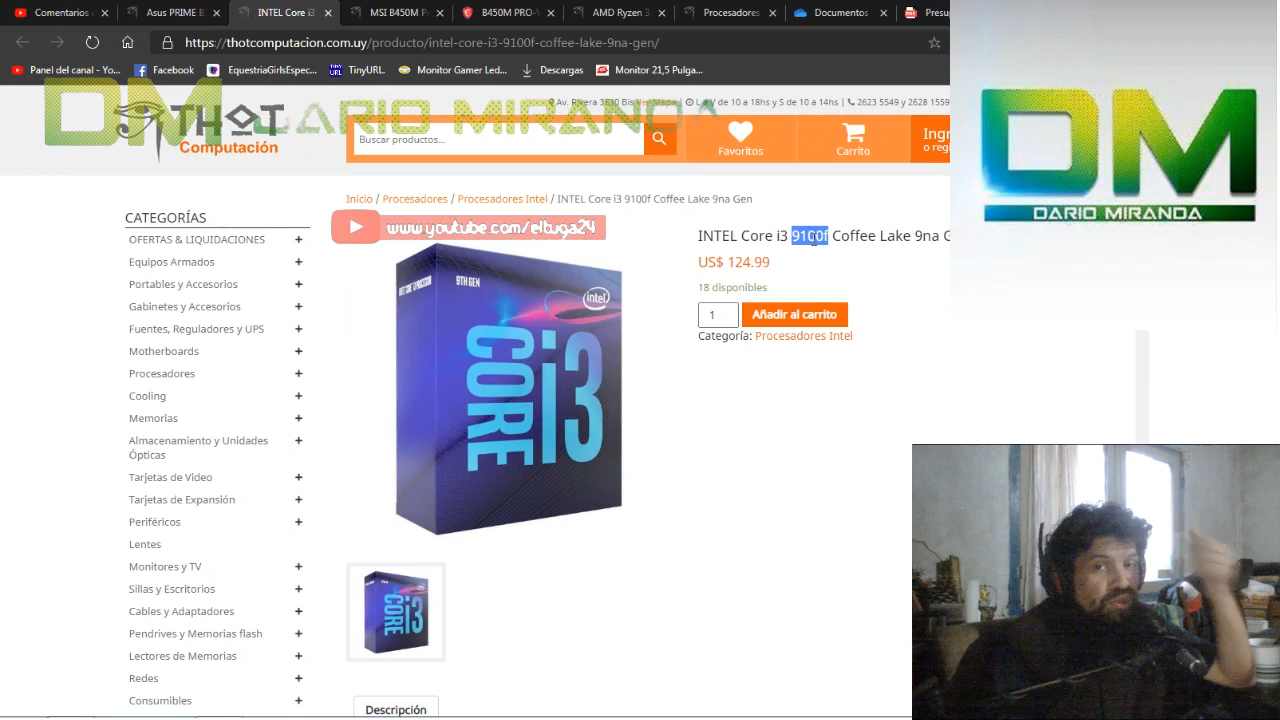 Comentarios
Asus PRIME B
INTEL Core i3
MSI B450M P
B450M PRO-V
AMD Ryzen 3
Procesadores
Documentos
Presu
https://thotcomputacion.com.uy/producto/intel-core-i3-9100f-coffee-lake-9na-gen/
Panel del canal - Yo...
Facebook
EquestriaGirlsEspec...
TinyURL
Monitor Gamer Led...
Descargas
Monitor 21,5 Pulga...
DM DARIO MIRANDA
THOT
Computación
Av. Rivera 3630 Bis Ver Mapa | L a V de 10 a 18hs y S de 10 a 14hs | 2623 5549 y 2628 1559
Buscar productos...
Favoritos
Carrito
Ingr
o regi
DM
DARIO MIRANDA
Inicio / Procesadores / Procesadores Intel / INTEL Core i3 9100f Coffee Lake 9na Gen
www.youtube.com/eltuga24
CATEGORÍAS
OFERTAS & LIQUIDACIONES +
Equipos Armados +
Portables y Accesorios +
Gabinetes y Accesorios +
Fuentes, Reguladores y UPS +
Motherboards +
Procesadores +
Cooling +
Memorias +
Almacenamiento y Unidades +
Ópticas
Tarjetas de Video +
Tarjetas de Expansión +
Periféricos +
Lentes
Monitores y TV +
Sillas y Escritorios +
Cables y Adaptadores +
Pendrives y Memorias flash +
Lectores de Memorias +
Redes +
Consumibles +
9TH GEN
intel
CORE i3
INTEL Core i3 9100f Coffee Lake 9na G
US$ 124.99
18 disponibles
1
Añadir al carrito
Categoría: Procesadores Intel
CORE i3
Descripción